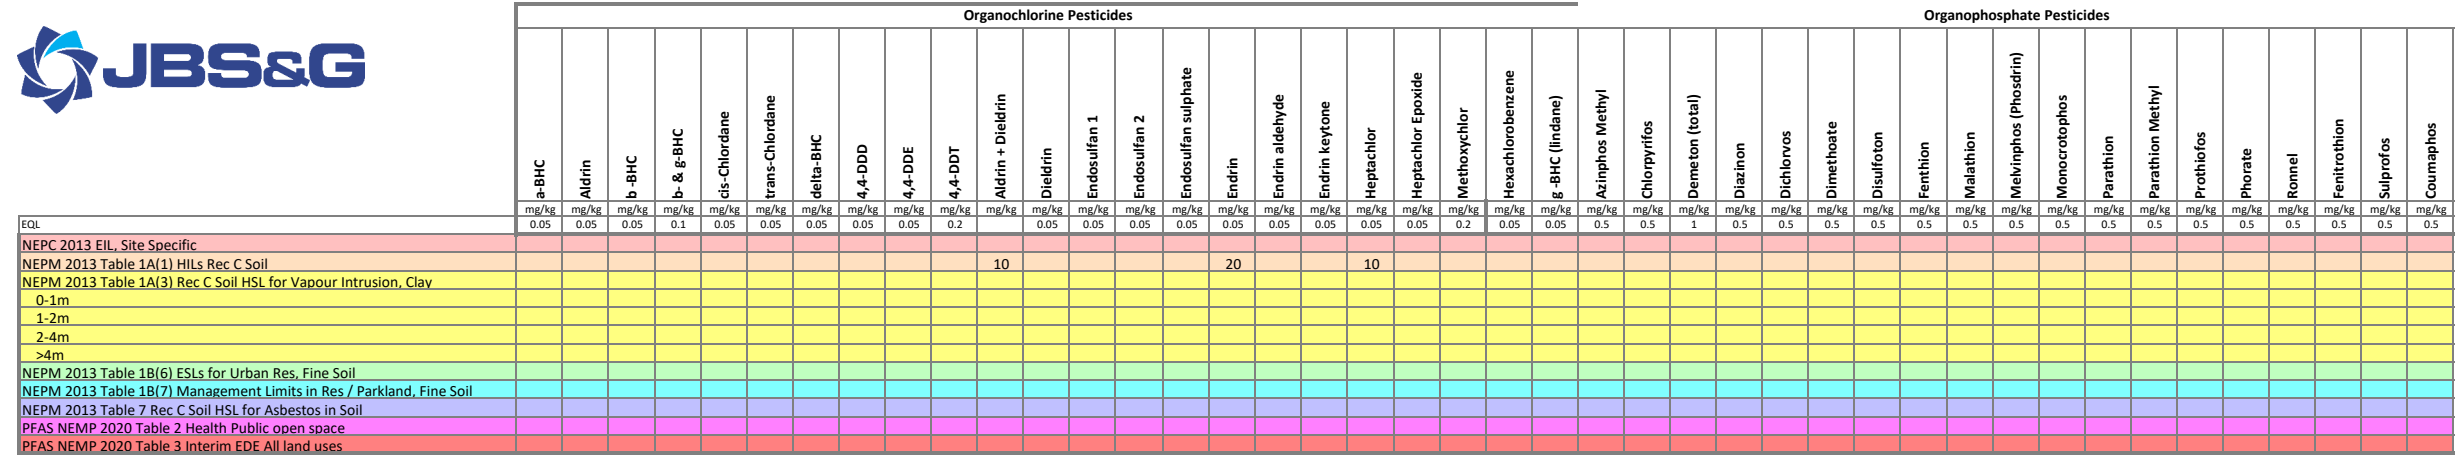 Organochlorine Pesticides Organophosphate Pesticides
JBS&G
a-BHC Aldrin b -BHC b- & g-BHC cis-Chlordane trans-Chlordane delta-BHC 4,4-DDD 4,4-DDE 4,4-DDT Aldrin + Dieldrin Dieldrin Endosulfan 1 Endosulfan 2 Endosulfan sulphate Endrin Endrin aldehyde Endrin keytone Heptachlor Heptachlor Epoxide Methoxychlor Hexachlorobenzene g -BHC (lindane) Azinphos Methyl Chlorpyrifos Demeton (total) Diazinon Dichlorvos Dimethoate Disulfoton Fenthion Malathion Melvinphos (Phosdrin) Monocrotophos Parathion Parathion Methyl Prothiofos Phorate Ronnel Fenitrothion Sulprofos Coumaphos
mg/kg mg/kg mg/kg mg/kg mg/kg mg/kg mg/kg mg/kg mg/kg mg/kg mg/kg mg/kg mg/kg mg/kg mg/kg mg/kg mg/kg mg/kg mg/kg mg/kg mg/kg mg/kg mg/kg mg/kg mg/kg mg/kg mg/kg mg/kg mg/kg mg/kg mg/kg mg/kg mg/kg mg/kg mg/kg mg/kg mg/kg mg/kg mg/kg mg/kg mg/kg mg/kg
EQL 0.05 0.05 0.05 0.1 0.05 0.05 0.05 0.05 0.05 0.2 0.05 0.05 0.05 0.05 0.05 0.05 0.05 0.05 0.05 0.2 0.05 0.05 0.5 0.5 1 0.5 0.5 0.5 0.5 0.5 0.5 0.5 0.5 0.5 0.5 0.5 0.5 0.5 0.5 0.5 0.5
NEPC 2013 EIL, Site Specific
NEPM 2013 Table 1A(1) HILs Rec C Soil 10 20 10
NEPM 2013 Table 1A(3) Rec C Soil HSL for Vapour Intrusion, Clay
0-1m
1-2m
2-4m
>4m
NEPM 2013 Table 1B(6) ESLs for Urban Res, Fine Soil
NEPM 2013 Table 1B(7) Management Limits in Res / Parkland, Fine Soil
NEPM 2013 Table 7 Rec C Soil HSL for Asbestos in Soil
PFAS NEMP 2020 Table 2 Health Public open space
PFAS NEMP 2020 Table 3 Interim EDE All land uses